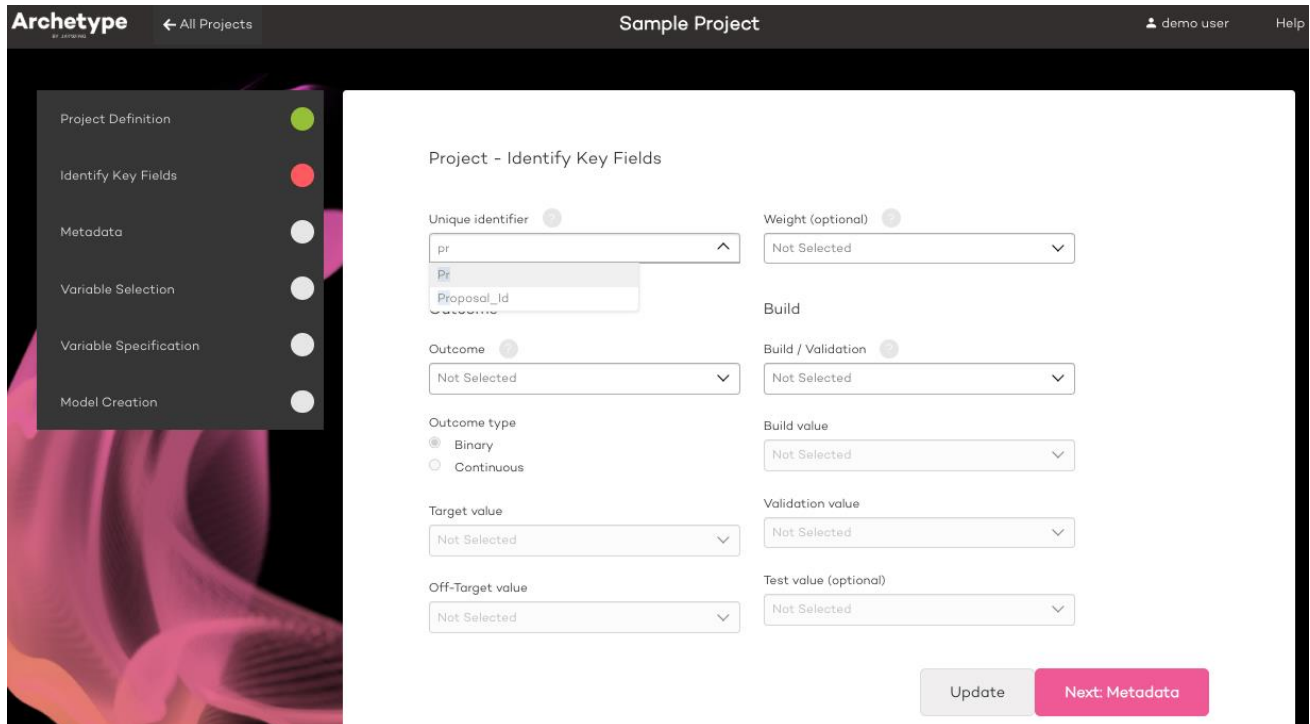 Archetype
← All Projects
Sample Project
demo user
Help
Project Definition
Identify Key Fields
Metadata
Variable Selection
Variable Specification
Model Creation
Project - Identify Key Fields
Unique identifier ?
pr
Pr
Proposal_Id
Weight (optional) ?
Not Selected
Outcome
Outcome ?
Not Selected
Outcome type
Binary
Continuous
Target value
Not Selected
Off-Target value
Not Selected
Build
Build / Validation ?
Not Selected
Build value
Not Selected
Validation value
Not Selected
Test value (optional)
Not Selected
Update
Next: Metadata